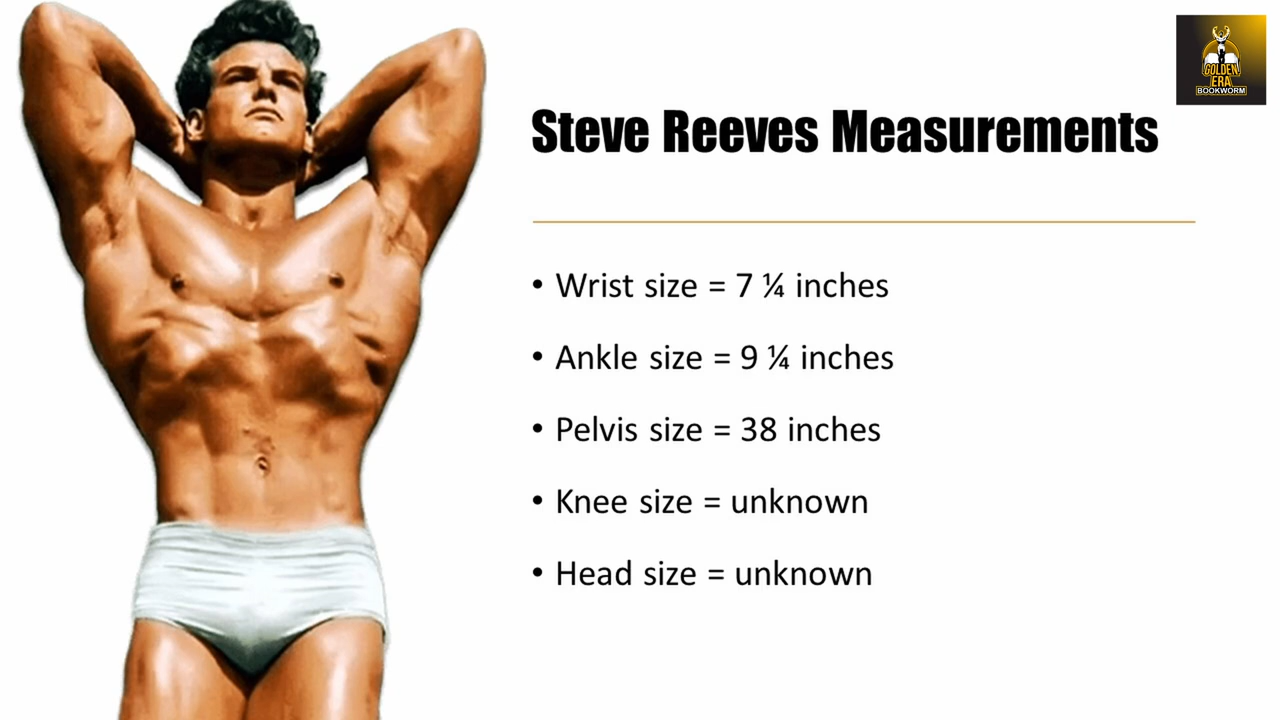 GOLDEN
ERA
BOOKWORM
Steve Reeves Measurements
• Wrist size = 7 ¼ inches
• Ankle size = 9 ¼ inches
• Pelvis size = 38 inches
• Knee size = unknown
• Head size = unknown